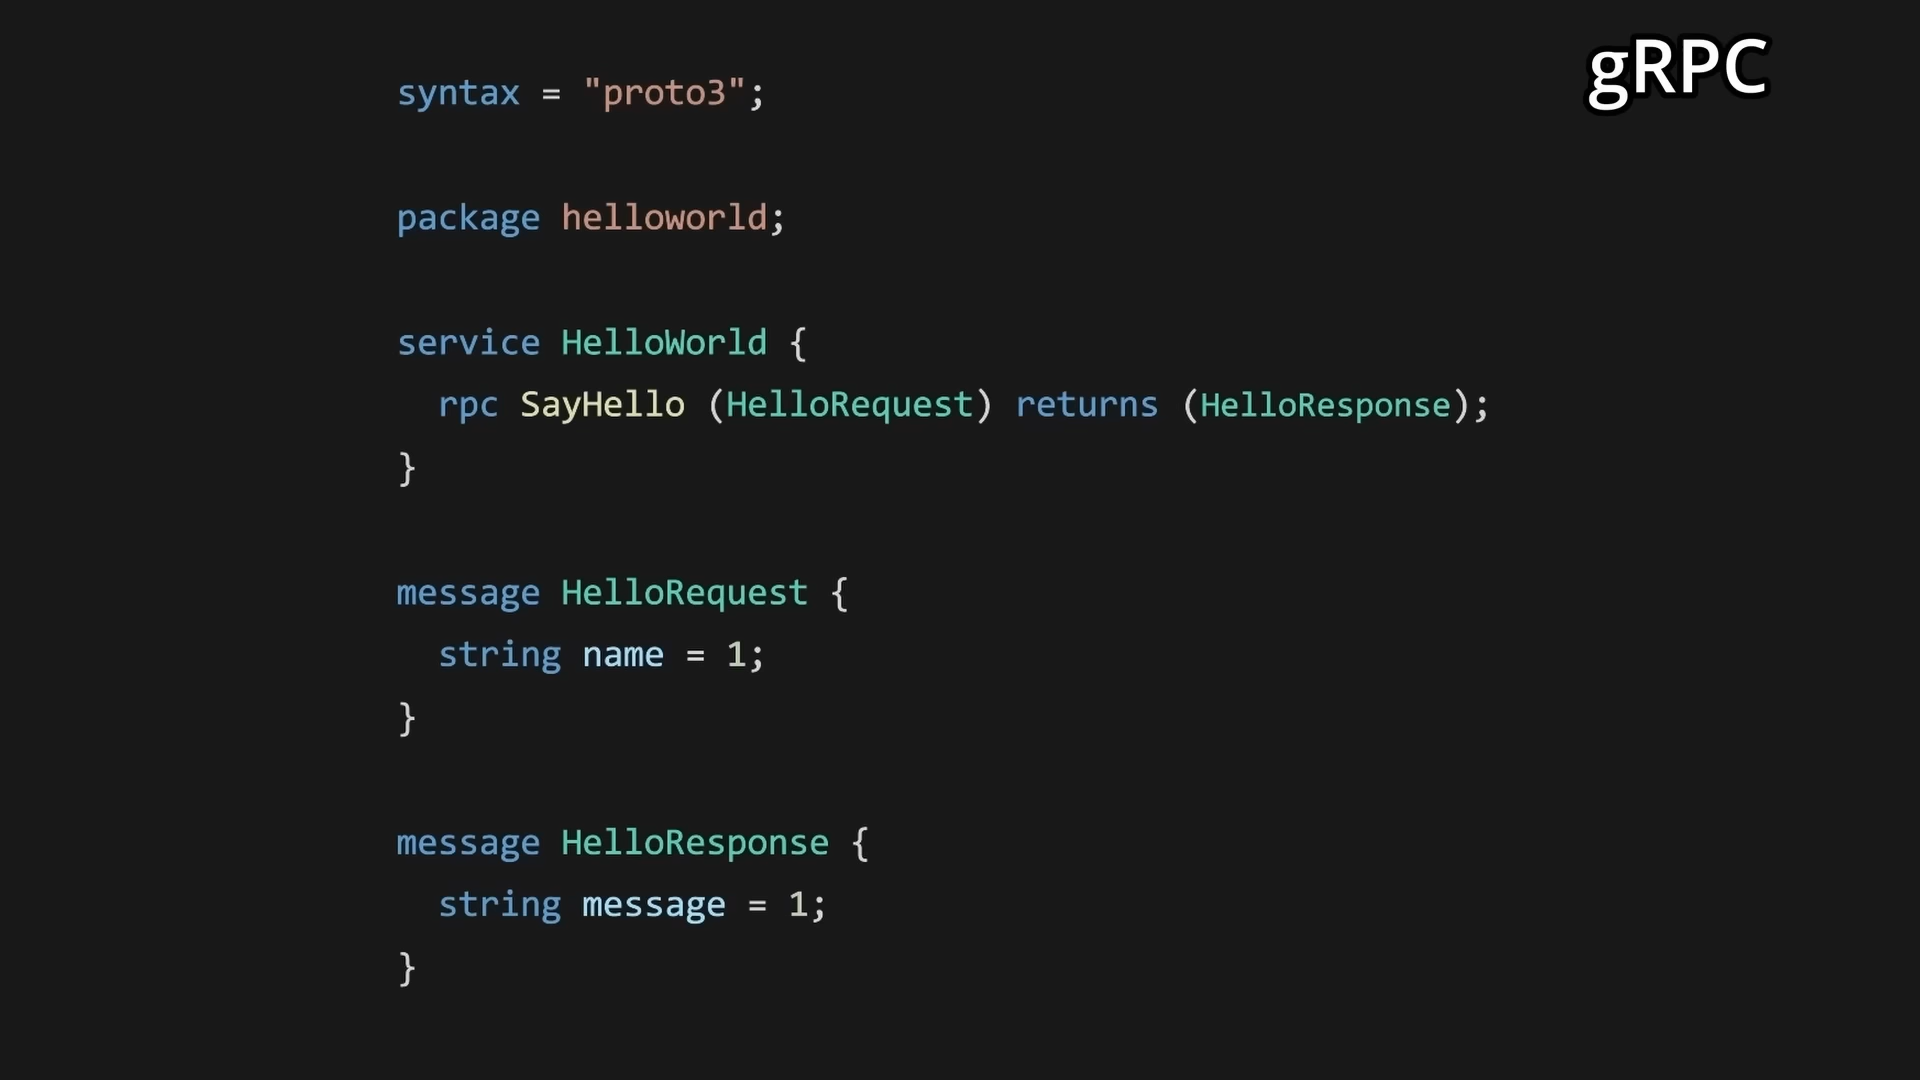 gRPC
syntax = "proto3";
package helloworld;
service HelloWorld {
  rpc SayHello (HelloRequest) returns (HelloResponse);
}
message HelloRequest {
  string name = 1;
}
message HelloResponse {
  string message = 1;
}